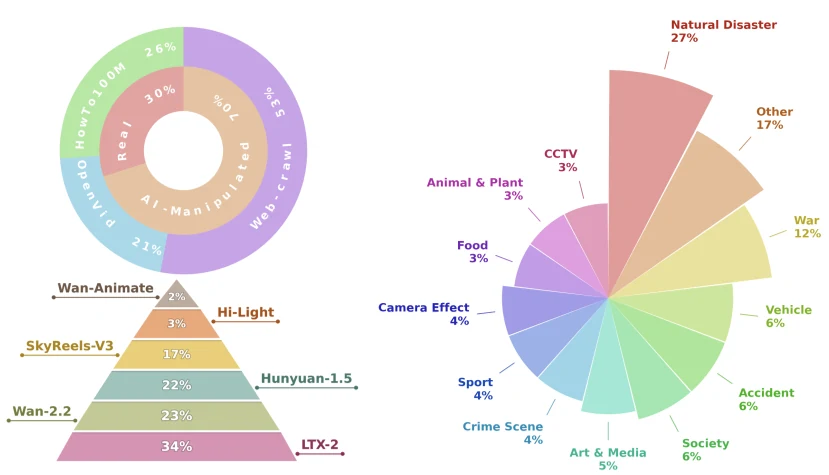 HowTo100M 26%
Web-crawl 53%
OpenVid 21%
Real 30%
AI-Manipulated 70%
Wan-Animate
2%
Hi-Light
3%
SkyReels-V3
17%
Hunyuan-1.5
22%
Wan-2.2
23%
LTX-2
34%
Natural Disaster
27%
Other
17%
War
12%
Vehicle
6%
Accident
6%
Society
6%
Art & Media
5%
Crime Scene
4%
Sport
4%
Camera Effect
4%
Food
3%
Animal & Plant
3%
CCTV
3%